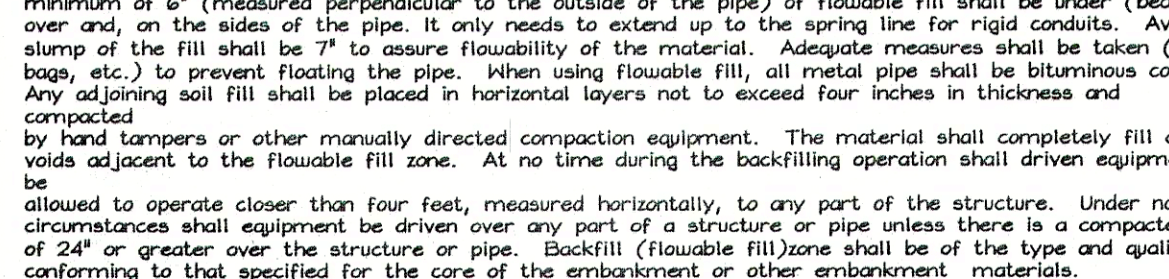 minimum of 6" (measured perpendicular to the outside of the pipe) of flowable fill shall be under
over and, on the sides of the pipe. It only needs to extend up to the spring line for rigid conduits.
slump of the fill shall be 7" to assure flowability of the material. Adequate measures shall be taken
bags, etc.) to prevent floating the pipe. When using flowable fill, all metal pipe shall be bituminous
Any adjoining soil fill shall be placed in horizontal layers not to exceed four inches in thickness and
compacted
by hand tampers or other manually directed compaction equipment. The material shall completely fill
voids adjacent to the flowable fill zone. At no time during the backfilling operation shall driven
be
allowed to operate closer than four feet, measured horizontally, to any part of the structure. Under
circumstances shall equipment be driven over any part of a structure or pipe unless there is a
of 24" or greater over the structure or pipe. Backfill (flowable fill)zone shall be of the type and
conforming to that specified for the core of the embankment or other embankment materials.